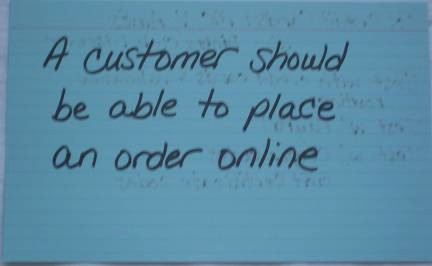 A customer should
be able to place
an order online